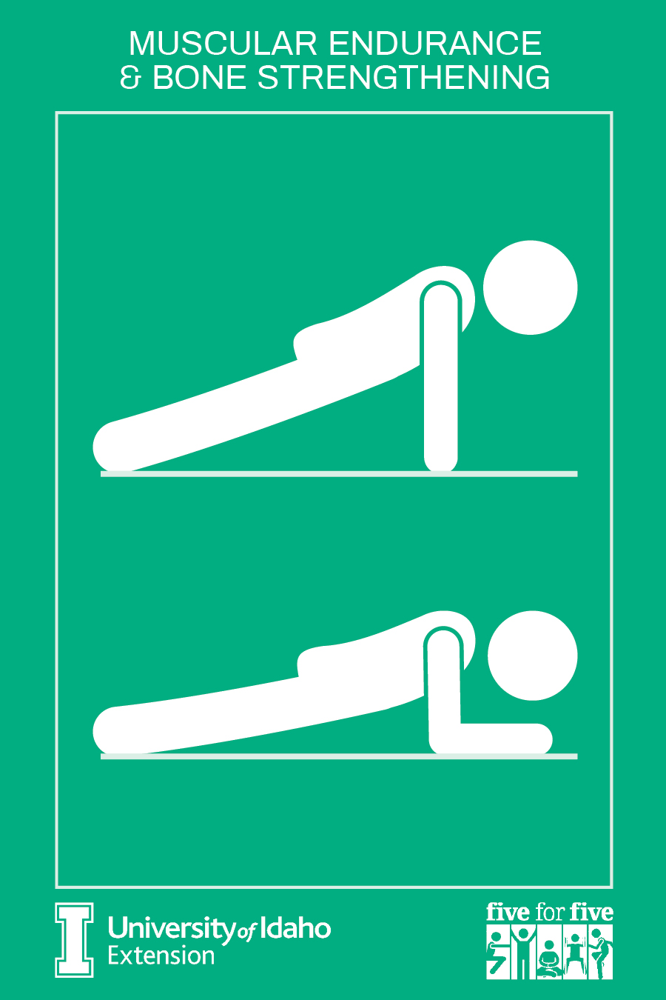 MUSCULAR ENDURANCE
& BONE STRENGTHENING
University of Idaho
Extension
five for five